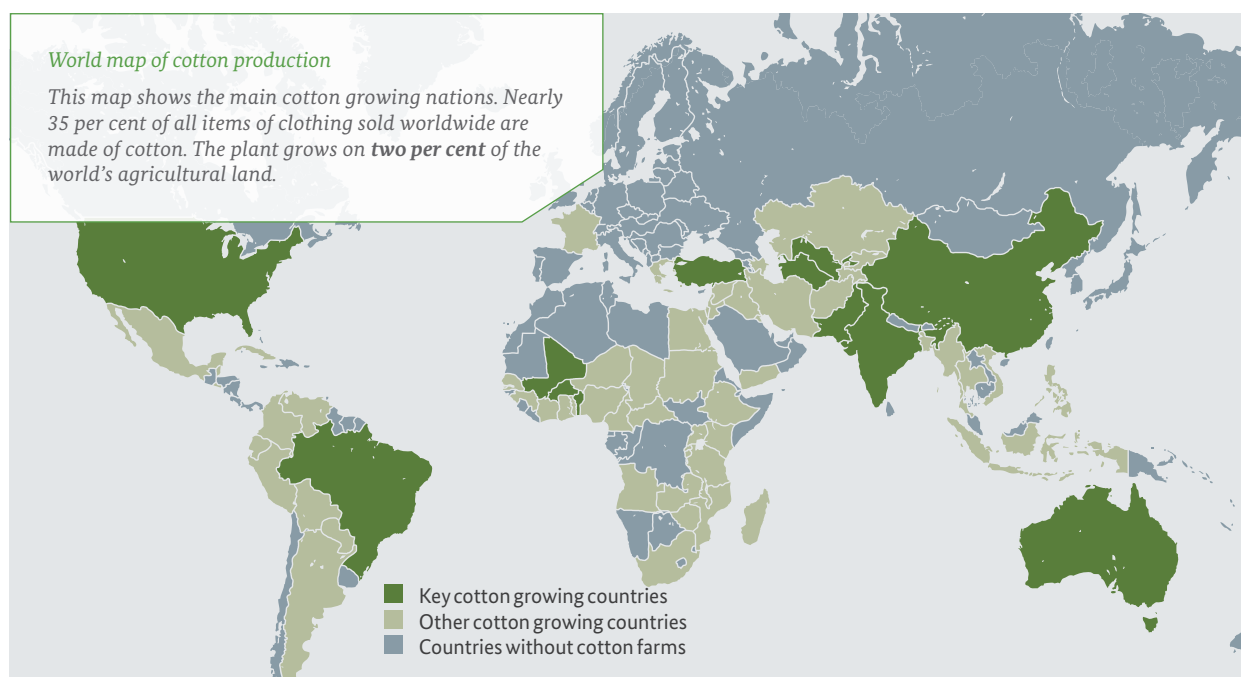 World map of cotton production
This map shows the main cotton growing nations. Nearly
35 per cent of all items of clothing sold worldwide are
made of cotton. The plant grows on two per cent of the
world's agricultural land.
Key cotton growing countries
Other cotton growing countries
Countries without cotton farms